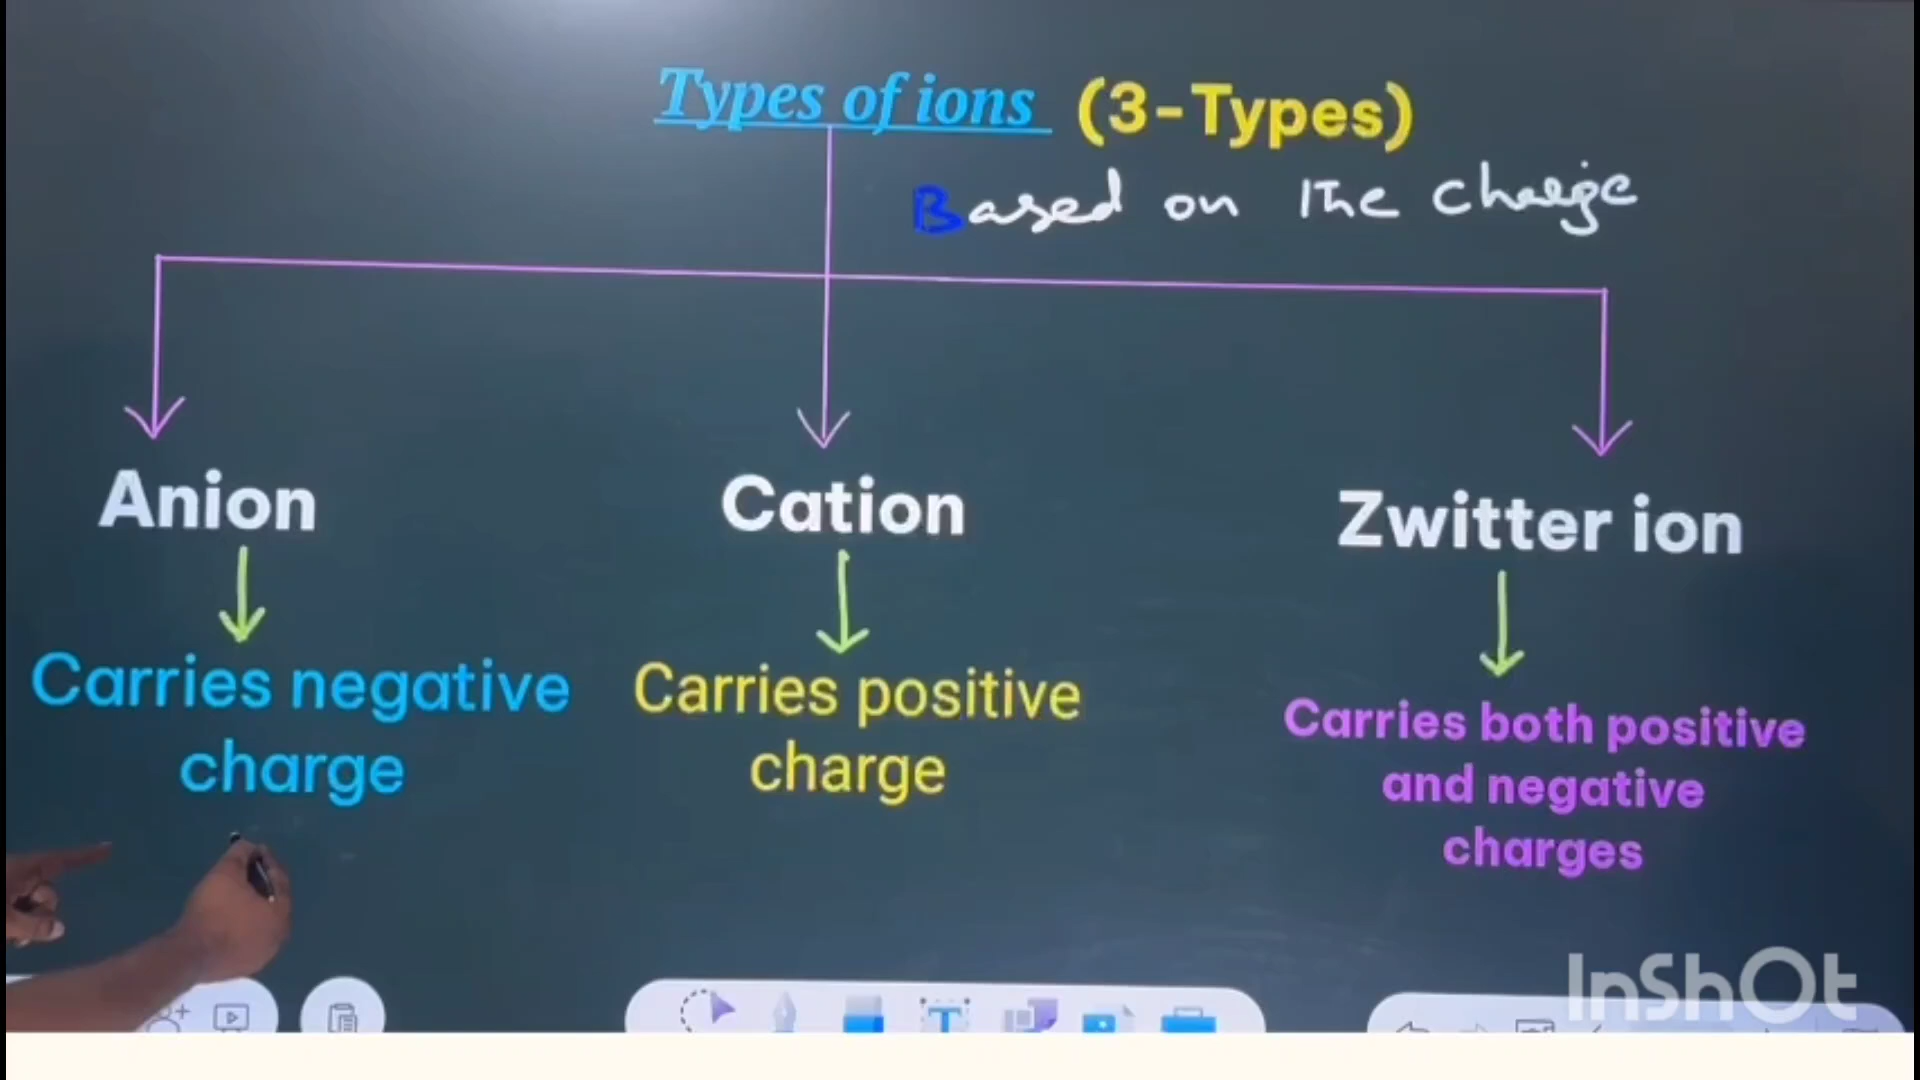 Types of ions (3-Types)
Based on the charge
Anion
Cation
Zwitter ion
Carries negative
charge
Carries positive
charge
Carries both positive
and negative
charges
T
InShOt